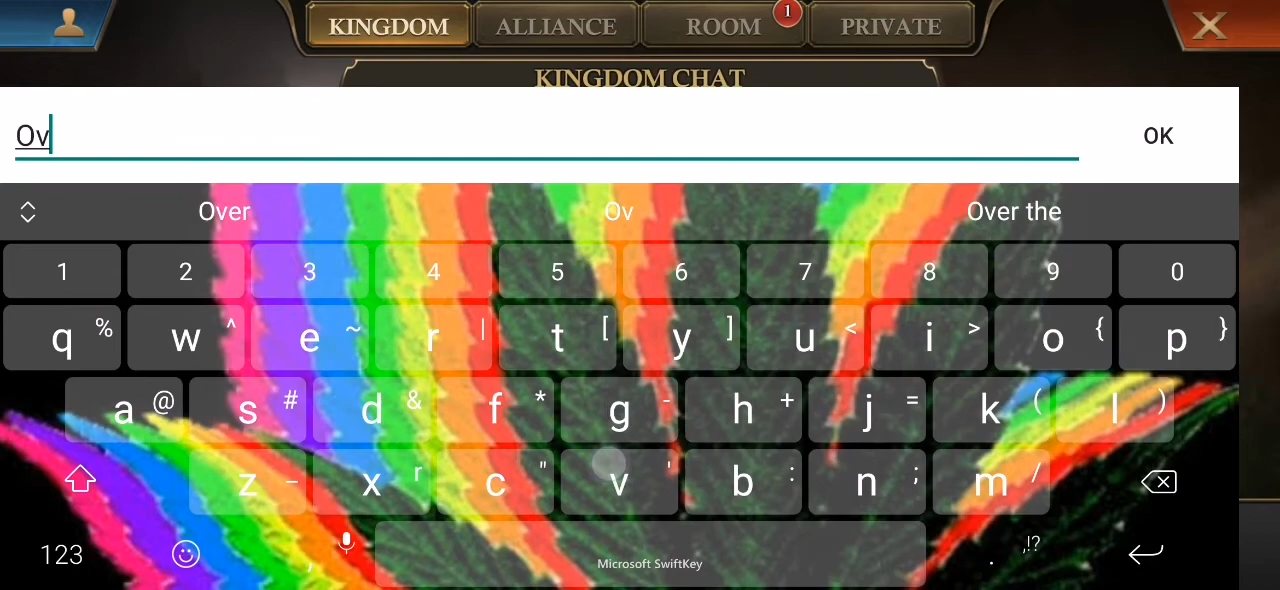 KINGDOM ALLIANCE ROOM 1 PRIVATE
KINGDOM CHAT
Ov OK
Over Ov Over the
1 2 3 4 5 6 7 8 9 0
q % w ^ e ~ r | t [ y ] u < i > o { p }
a @ s # d & f * g - h + j = k ( l )
z _ x r c " v ' b : n ; m /
123 , Microsoft SwiftKey . ,!?